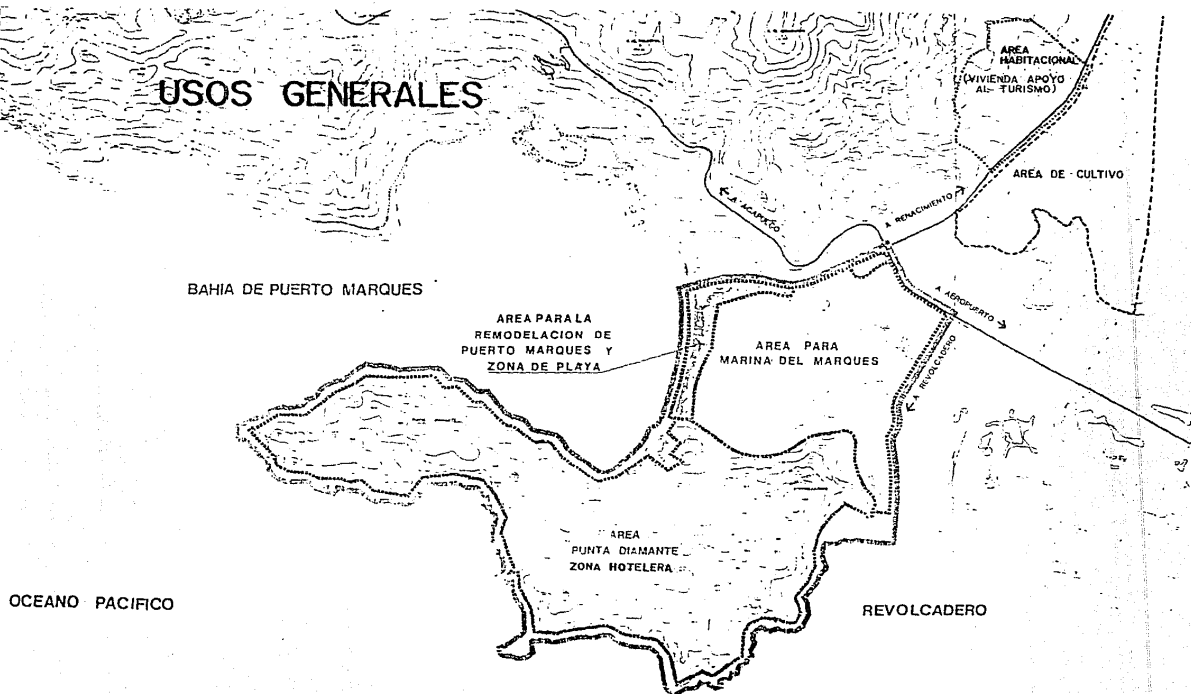 USOS GENERALES
AREA
HABITACIONAL
(VIVIENDA APOYO
AL TURISMO)
AREA DE CULTIVO
A ACAPULCO
A RENACIMIENTO
BAHIA DE PUERTO MARQUES
A AEROPUERTO
AREA PARA LA
REMODELACION DE
PUERTO MARQUES Y
ZONA DE PLAYA
AREA PARA
MARINA DEL MARQUES
A REVOLCADERO
AREA
PUNTA DIAMANTE
ZONA HOTELERA
OCEANO PACIFICO
REVOLCADERO